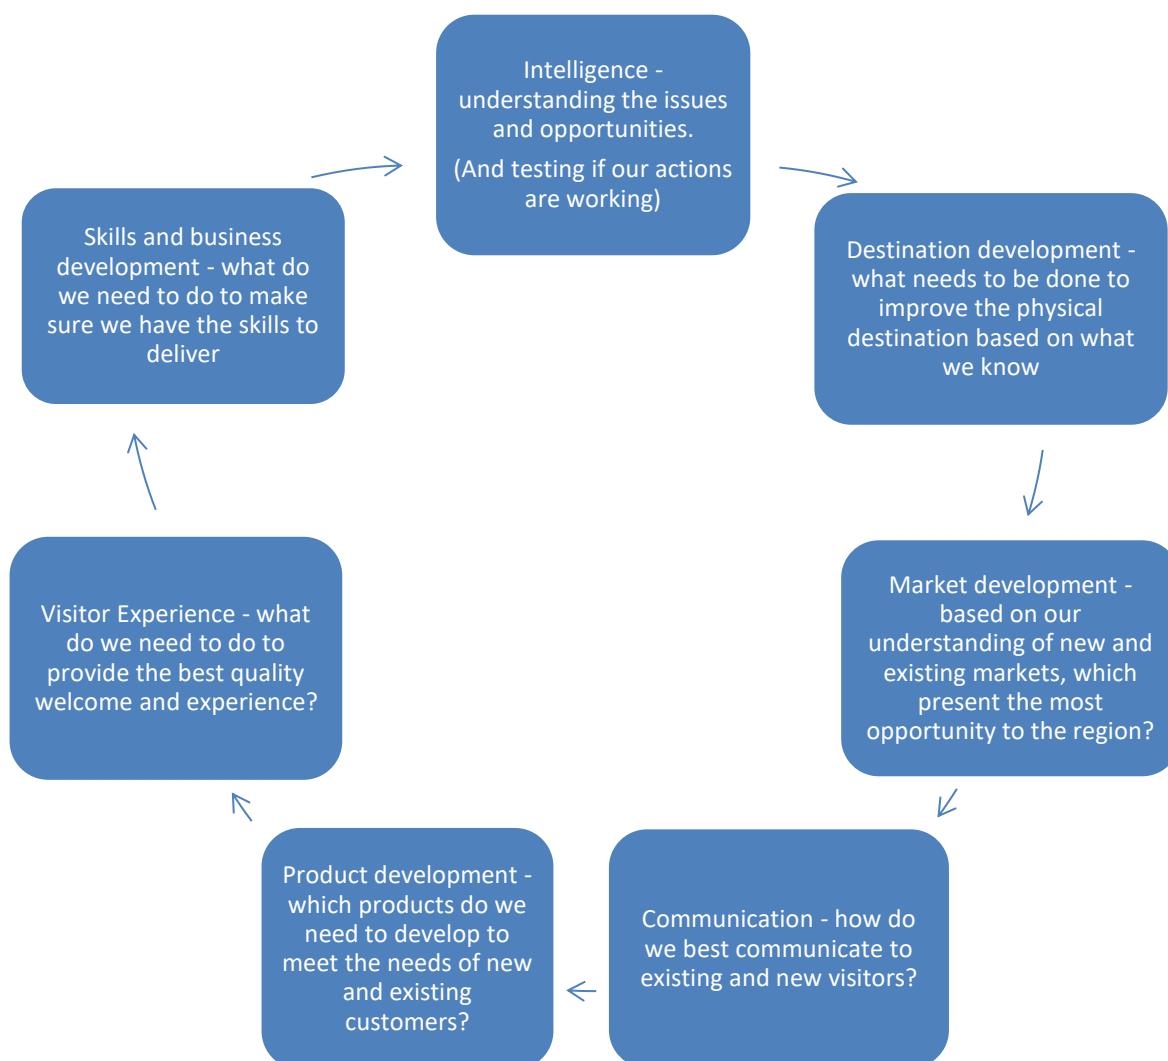 Intelligence -
understanding the issues
and opportunities.
(And testing if our actions
are working)
Destination development -
what needs to be done to
improve the physical
destination based on what
we know
Market development -
based on our
understanding of new and
existing markets, which
present the most
opportunity to the region?
Communication - how do
we best communicate to
existing and new visitors?
Product development -
which products do we
need to develop to
meet the needs of new
and existing
customers?
Visitor Experience - what
do we need to do to
provide the best quality
welcome and experience?
Skills and business
development - what do
we need to do to make
sure we have the skills to
deliver